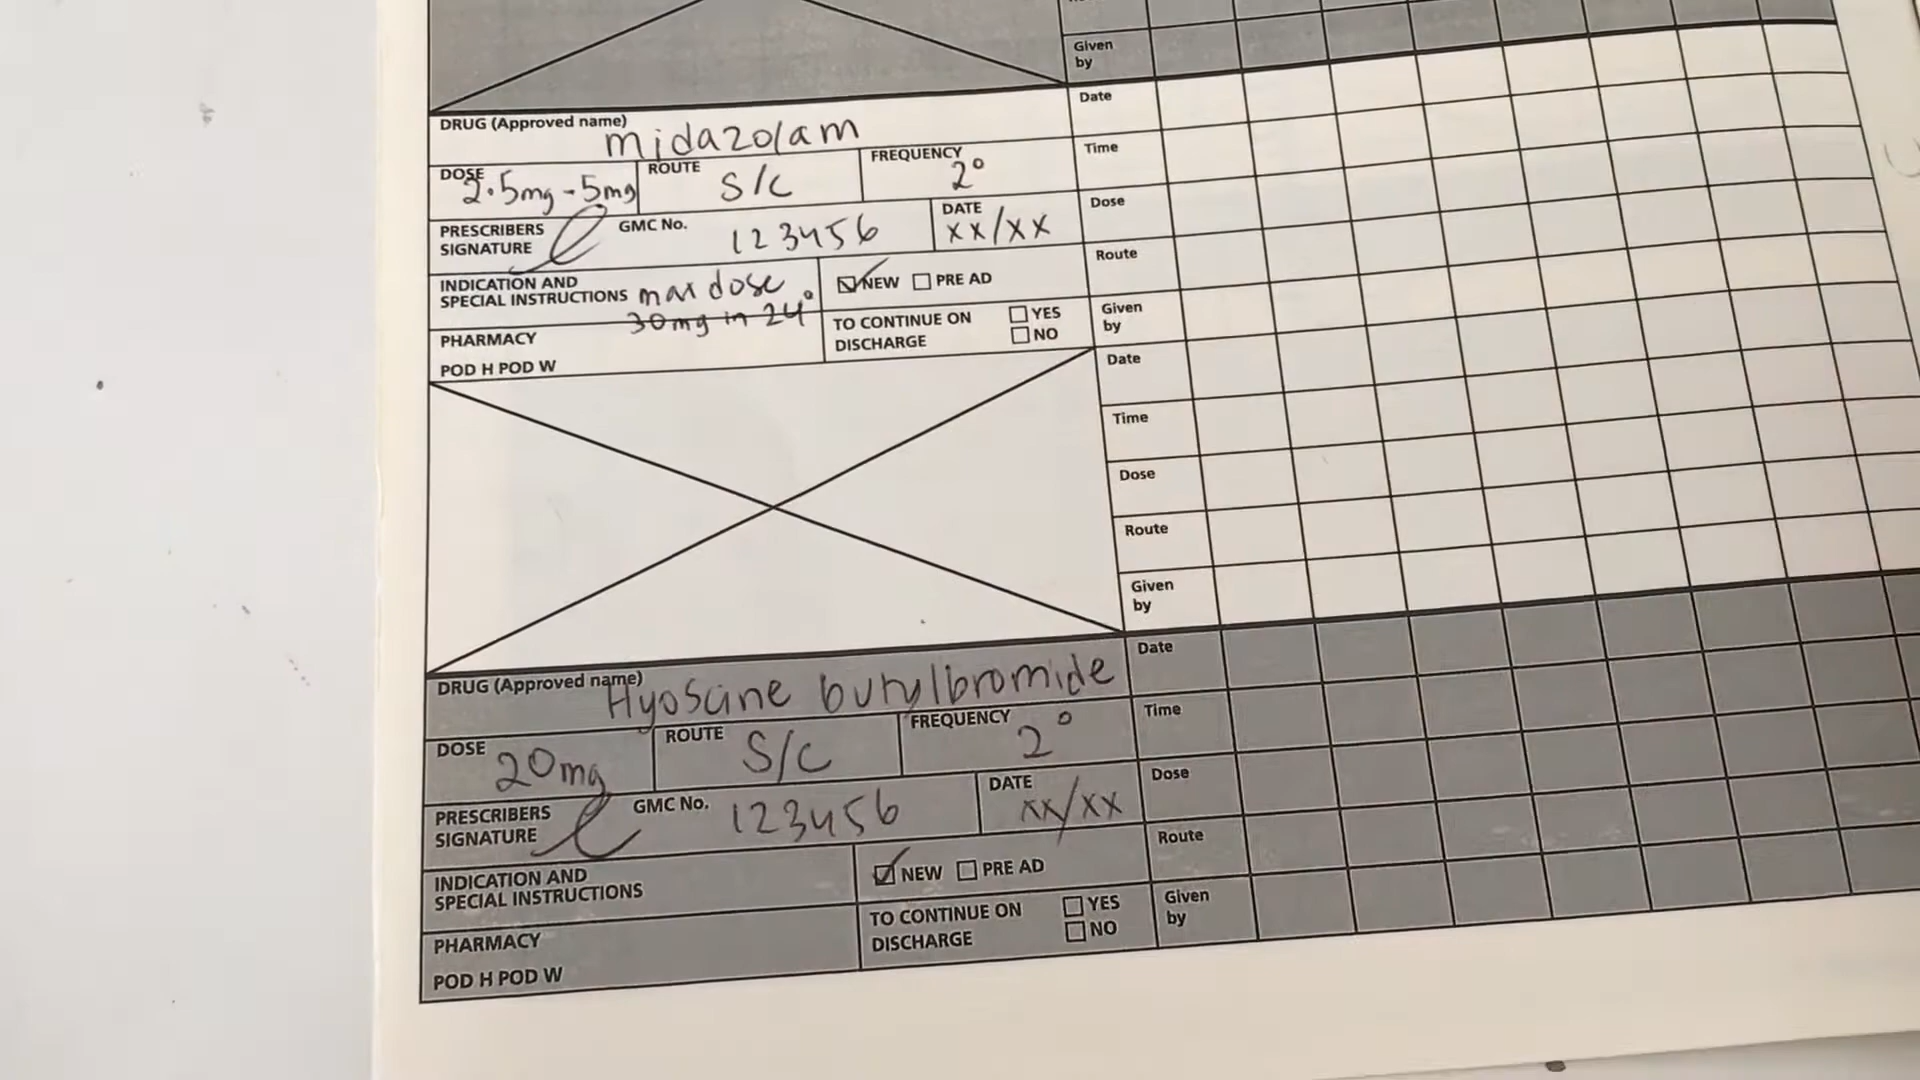 Given
by
DRUG (Approved name) midazolam
DOSE 2.5mg - 5mg ROUTE S/C FREQUENCY 2°
PRESCRIBERS SIGNATURE GMC No. 123456 DATE xx/xx
INDICATION AND
SPECIAL INSTRUCTIONS max dose
30mg in 24°
NEW PRE AD
PHARMACY
POD H POD W
TO CONTINUE ON
DISCHARGE
YES
NO
Date
Time
Dose
Route
Given
by
Date
Time
Dose
Route
Given
by
DRUG (Approved name) Hyoscine butylbromide
DOSE 20mg ROUTE S/C FREQUENCY 2°
PRESCRIBERS SIGNATURE GMC No. 123456 DATE xx/xx
INDICATION AND
SPECIAL INSTRUCTIONS
NEW PRE AD
PHARMACY
POD H POD W
TO CONTINUE ON
DISCHARGE
YES
NO
Date
Time
Dose
Route
Given
by